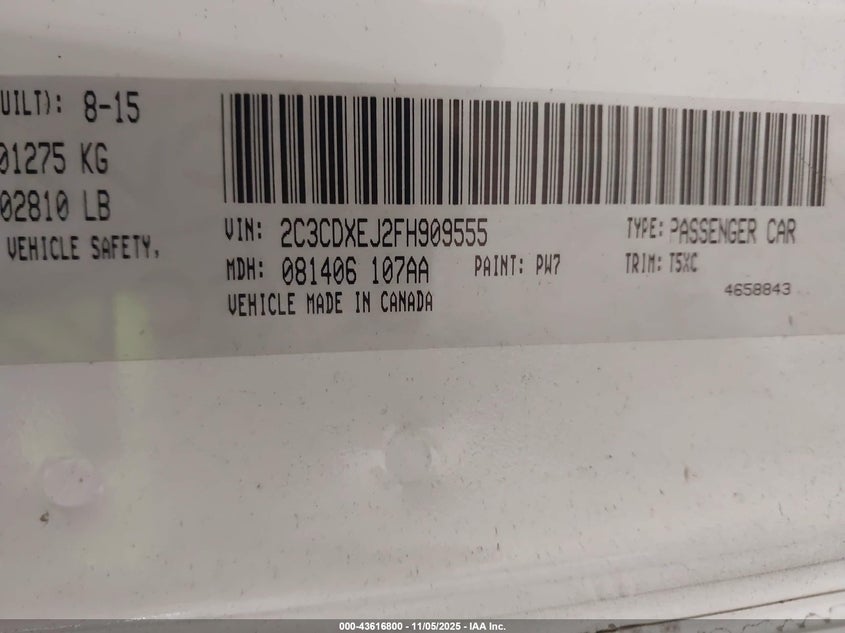 UILT): 8-15
01275 KG
02810 LB
VEHICLE SAFETY,
VIN: 2C3CDXEJ2FH909555 TYPE: PASSENGER CAR
MDH: 081406 107AA PAINT: PW7 TRIM: T5XC
VEHICLE MADE IN CANADA 4658843
000-43616800 - 11/05/2025 - IAA Inc.